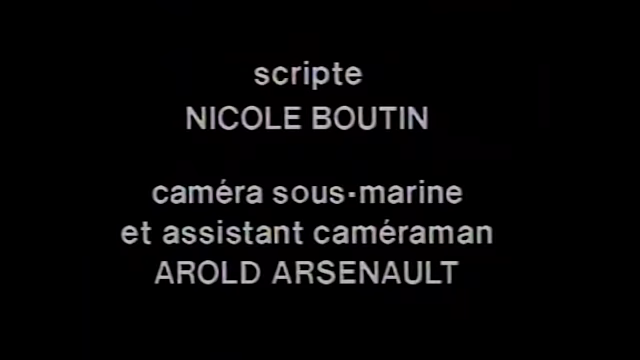 scripte
NICOLE BOUTIN
caméra sous-marine
et assistant caméraman
AROLD ARSENAULT